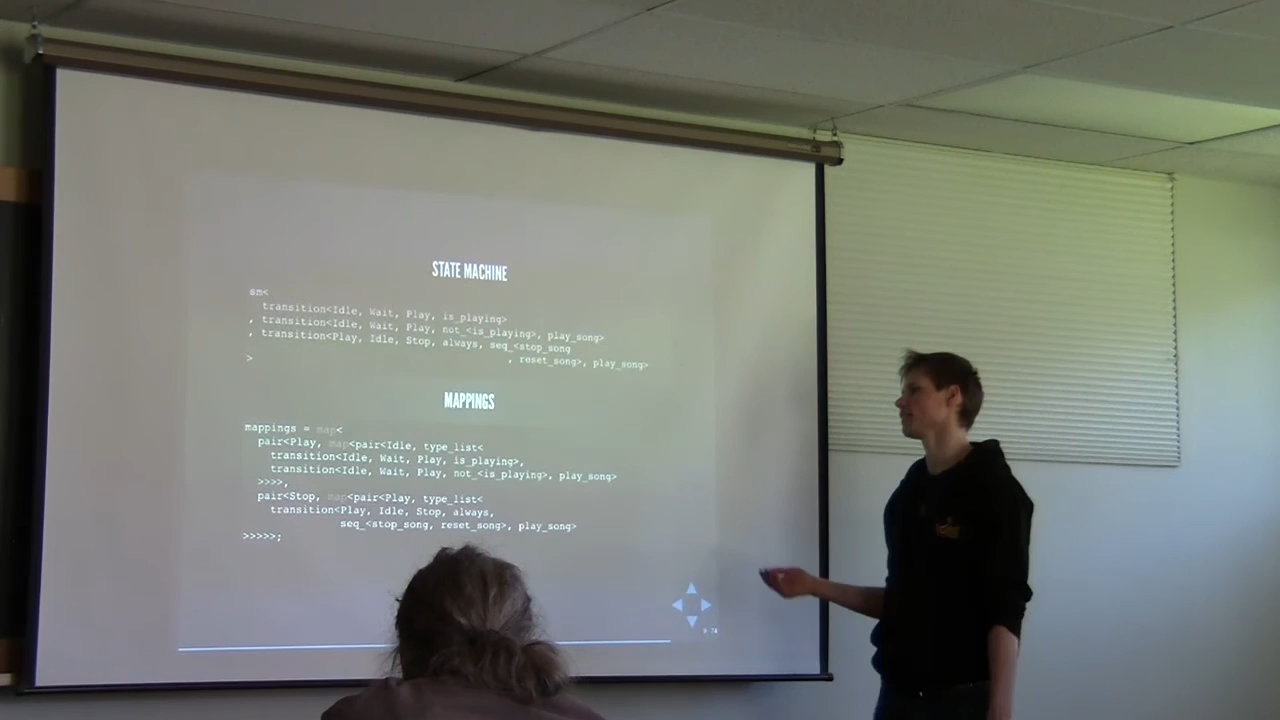 STATE MACHINE
sm<
transition<Idle, Wait, Play, is_playing>
, transition<Idle, Wait, Play, not_<is_playing>, play_song>
, transition<Play, Idle, Stop, always, seq_<stop_song
, reset_song>, play_song>
>
MAPPINGS
mappings = map<
pair<Play, map<pair<Idle, type_list<
transition<Idle, Wait, Play, is_playing>,
transition<Idle, Wait, Play, not_<is_playing>, play_song>
>>>>,
pair<Stop, map<pair<Play, type_list<
transition<Play, Idle, Stop, always,
seq_<stop_song, reset_song>, play_song>
>>>>>;